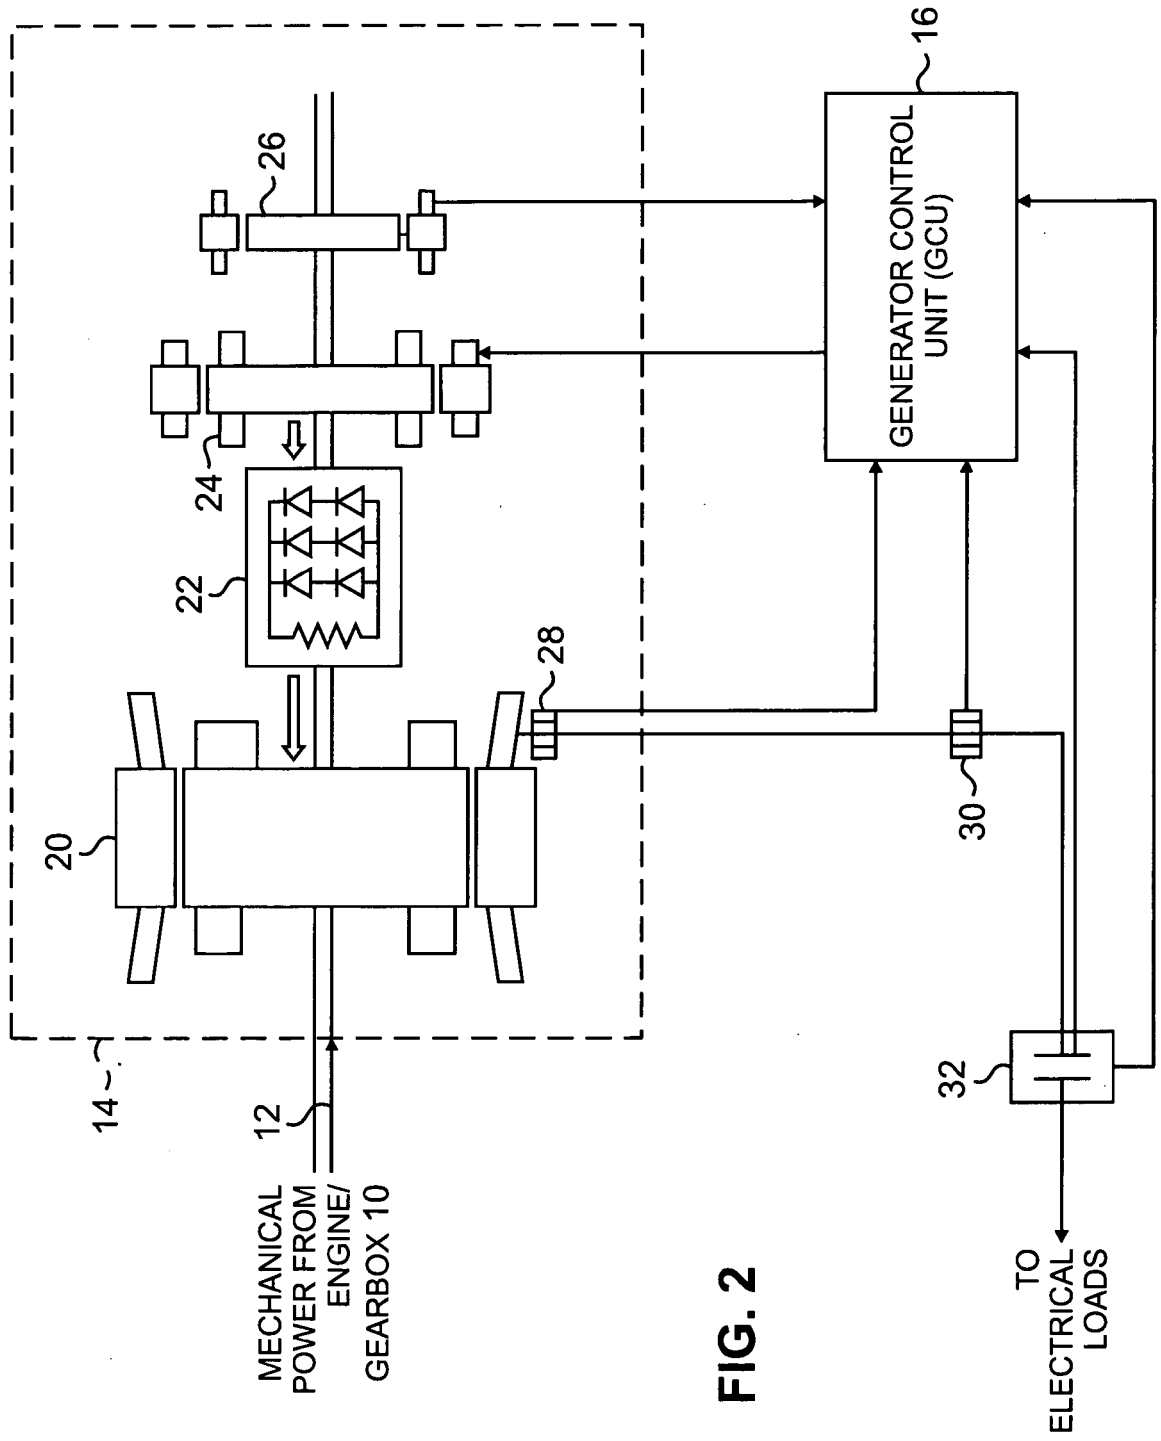 14
20
22
24
26
16
12
28
30
32
MECHANICAL
POWER FROM
ENGINE/
GEARBOX 10
GENERATOR CONTROL
UNIT (GCU)
TO
ELECTRICAL
LOADS
FIG. 2